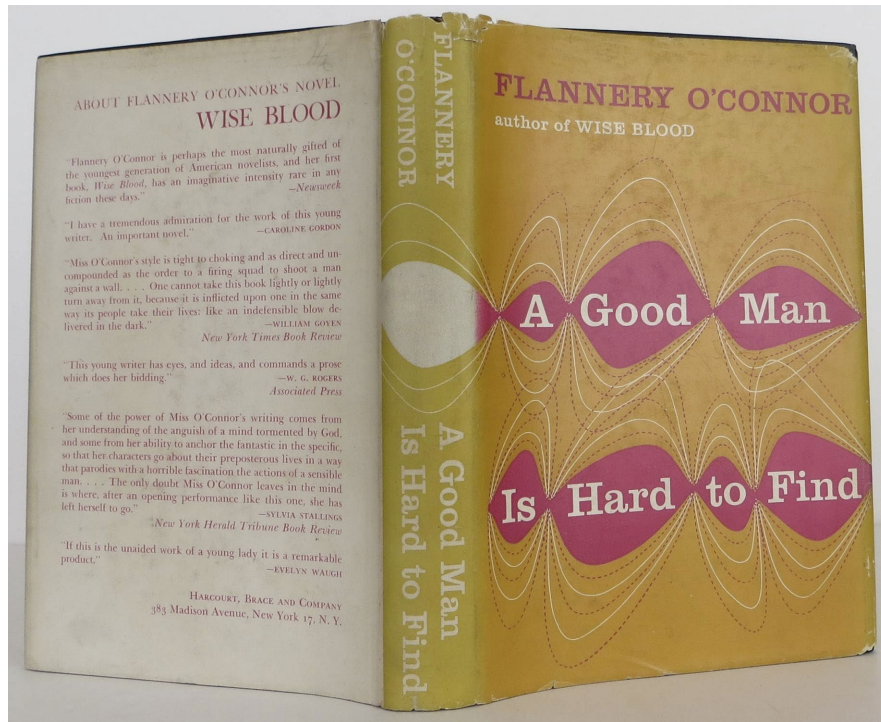 ABOUT FLANNERY O'CONNOR'S NOVEL
WISE BLOOD
"Flannery O'Connor is perhaps the most naturally gifted of
the youngest generation of American novelists, and her first
book, Wise Blood, has an imaginative intensity rare in any
fiction these days."
—Newsweek
"I have a tremendous admiration for the work of this young
writer. An important novel."
—CAROLINE GORDON
"Miss O'Connor's style is tight to choking and as direct and un-
compounded as the order to a firing squad to shoot a man
against a wall. . . . One cannot take this book lightly or lightly
turn away from it, because it is inflicted upon one in the same
way its people take their lives: like an indefensible blow de-
livered in the dark."
—WILLIAM GOYEN
New York Times Book Review
"This young writer has eyes, and ideas, and commands a prose
which does her bidding."
—W. G. ROGERS
Associated Press
"Some of the power of Miss O'Connor's writing comes from
her understanding of the anguish of a mind tormented by God,
and some from her ability to anchor the fantastic in the specific,
so that her characters go about their preposterous lives in a way
that parodies with a horrible fascination the actions of a sensible
man. . . . The only doubt Miss O'Connor leaves in the mind
is where, after an opening performance like this one, she has
left herself to go."
—SYLVIA STALLINGS
New York Herald Tribune Book Review
"If this is the unaided work of a young lady it is a remarkable
product."
—EVELYN WAUGH
HARCOURT, BRACE AND COMPANY
383 Madison Avenue, New York 17, N. Y.
FLANNERY
O'CONNOR
A Good Man
Is Hard to Find
FLANNERY O'CONNOR
author of WISE BLOOD
A Good Man
Is Hard to Find